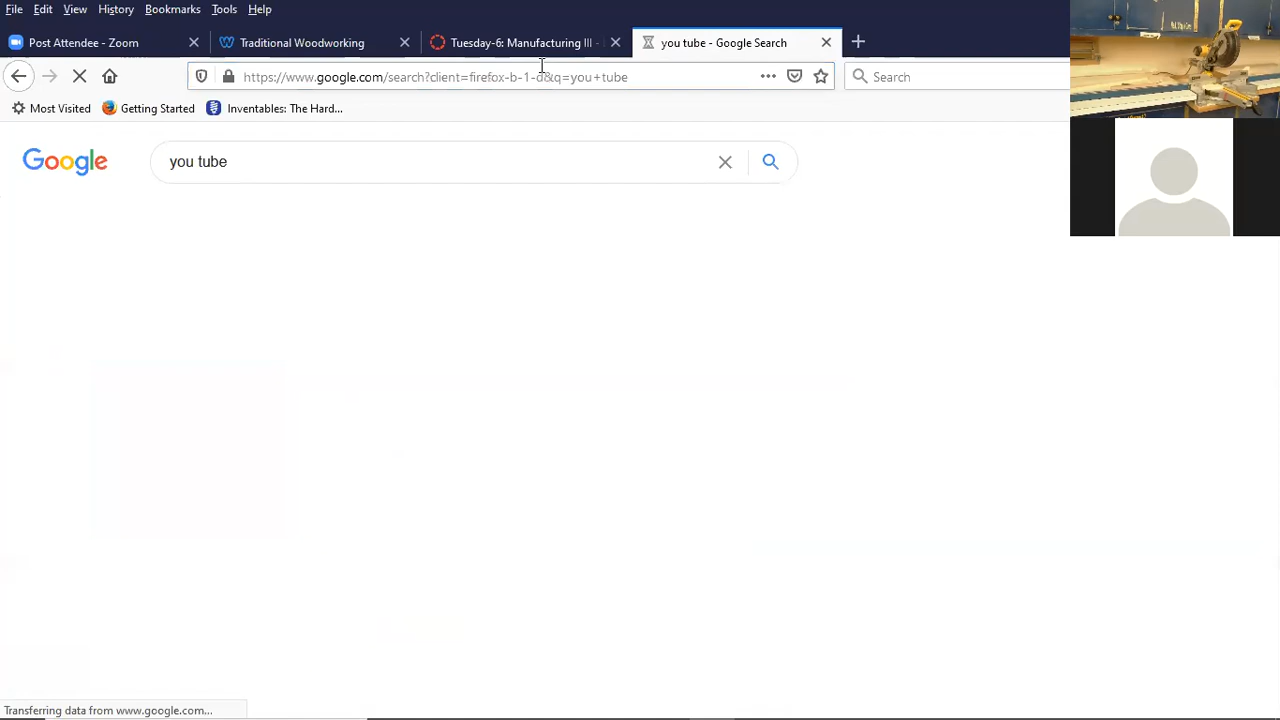 File Edit View History Bookmarks Tools Help
Post Attendee - Zoom Traditional Woodworking Tuesday-6: Manufacturing III - you tube - Google Search
https://www.google.com/search?client=firefox-b-1-d&q=you+tube Search
Most Visited Getting Started Inventables: The Hard...
Google you tube
Transferring data from www.google.com...